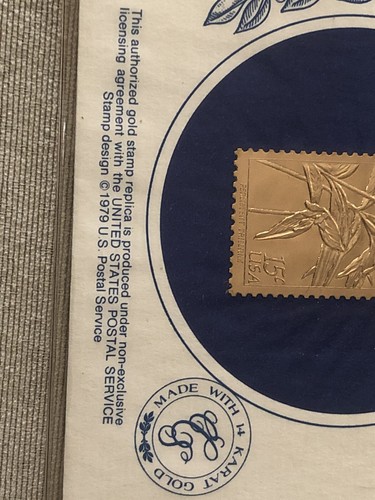 This authorized gold stamp replica is produced under non-exclusive
licensing agreement with the UNITED STATES POSTAL SERVICE
Stamp design ©1979 U.S. Postal Service
15¢
USA
MADE WITH 14 KARAT GOLD